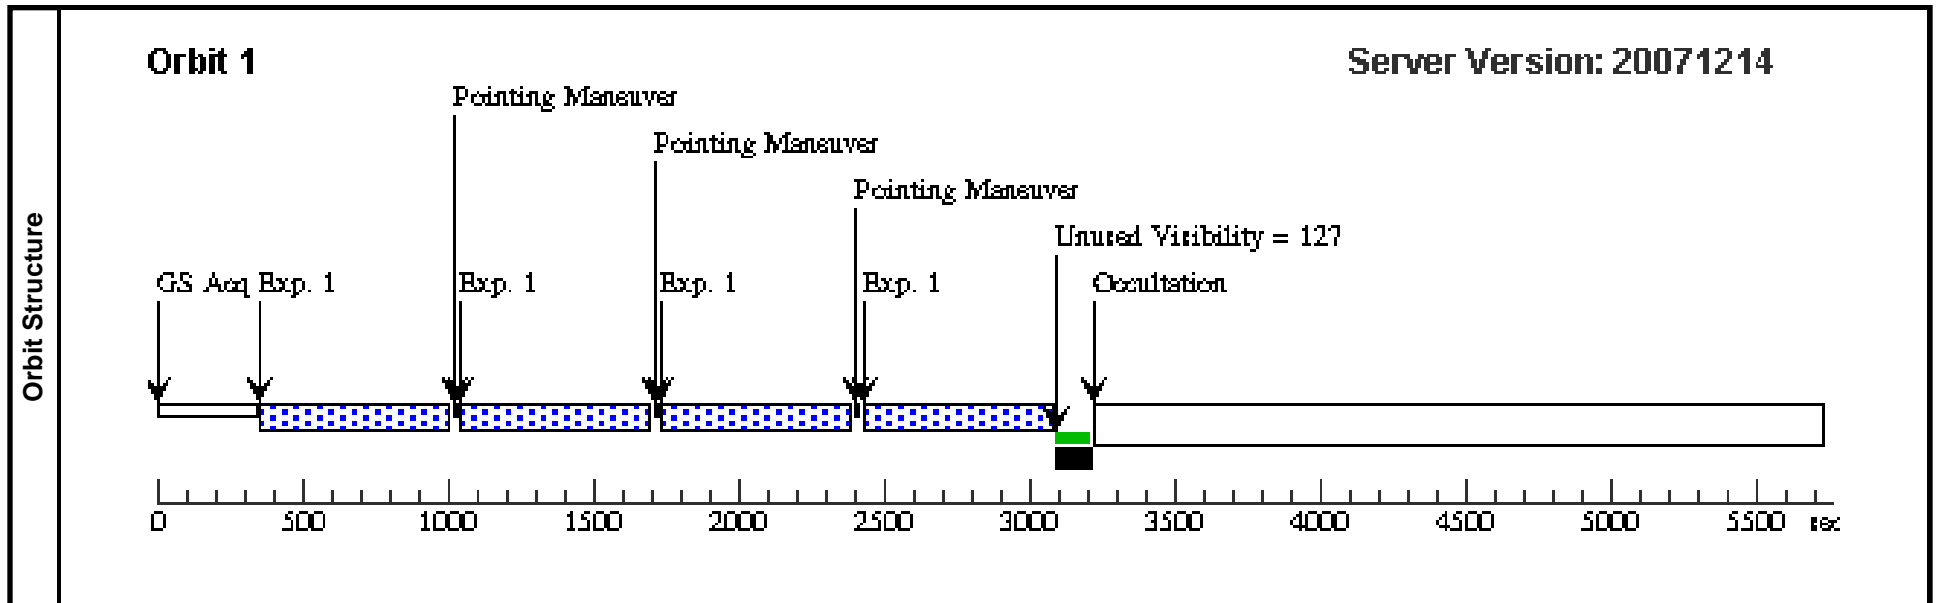 Orbit Structure
Orbit 1
Server Version: 20071214
Pointing Maneuver
Pointing Maneuver
Pointing Maneuver
Unused Visibility = 127
GS Acq Exp. 1 Exp. 1 Exp. 1 Exp. 1 Occultation
0 500 1000 1500 2000 2500 3000 3500 4000 4500 5000 5500 sec